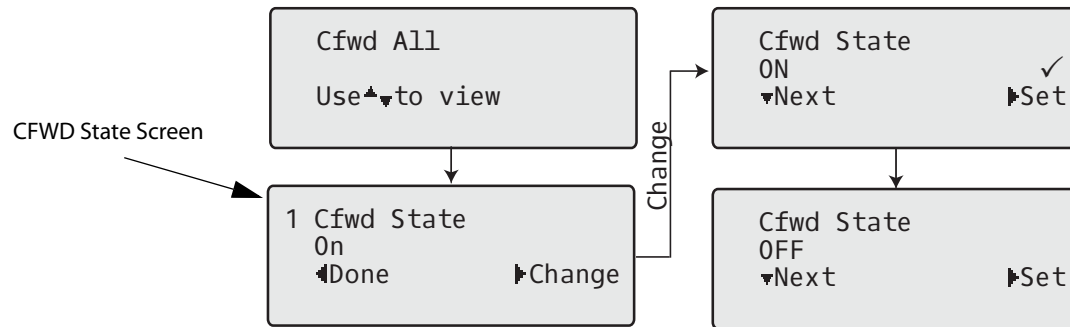 Cfwd All
Use▲▼to view
CFWD State Screen
1 Cfwd State
On
◀Done ▶Change
Change
Cfwd State
ON ✓
▼Next ▶Set
Cfwd State
OFF
▼Next ▶Set